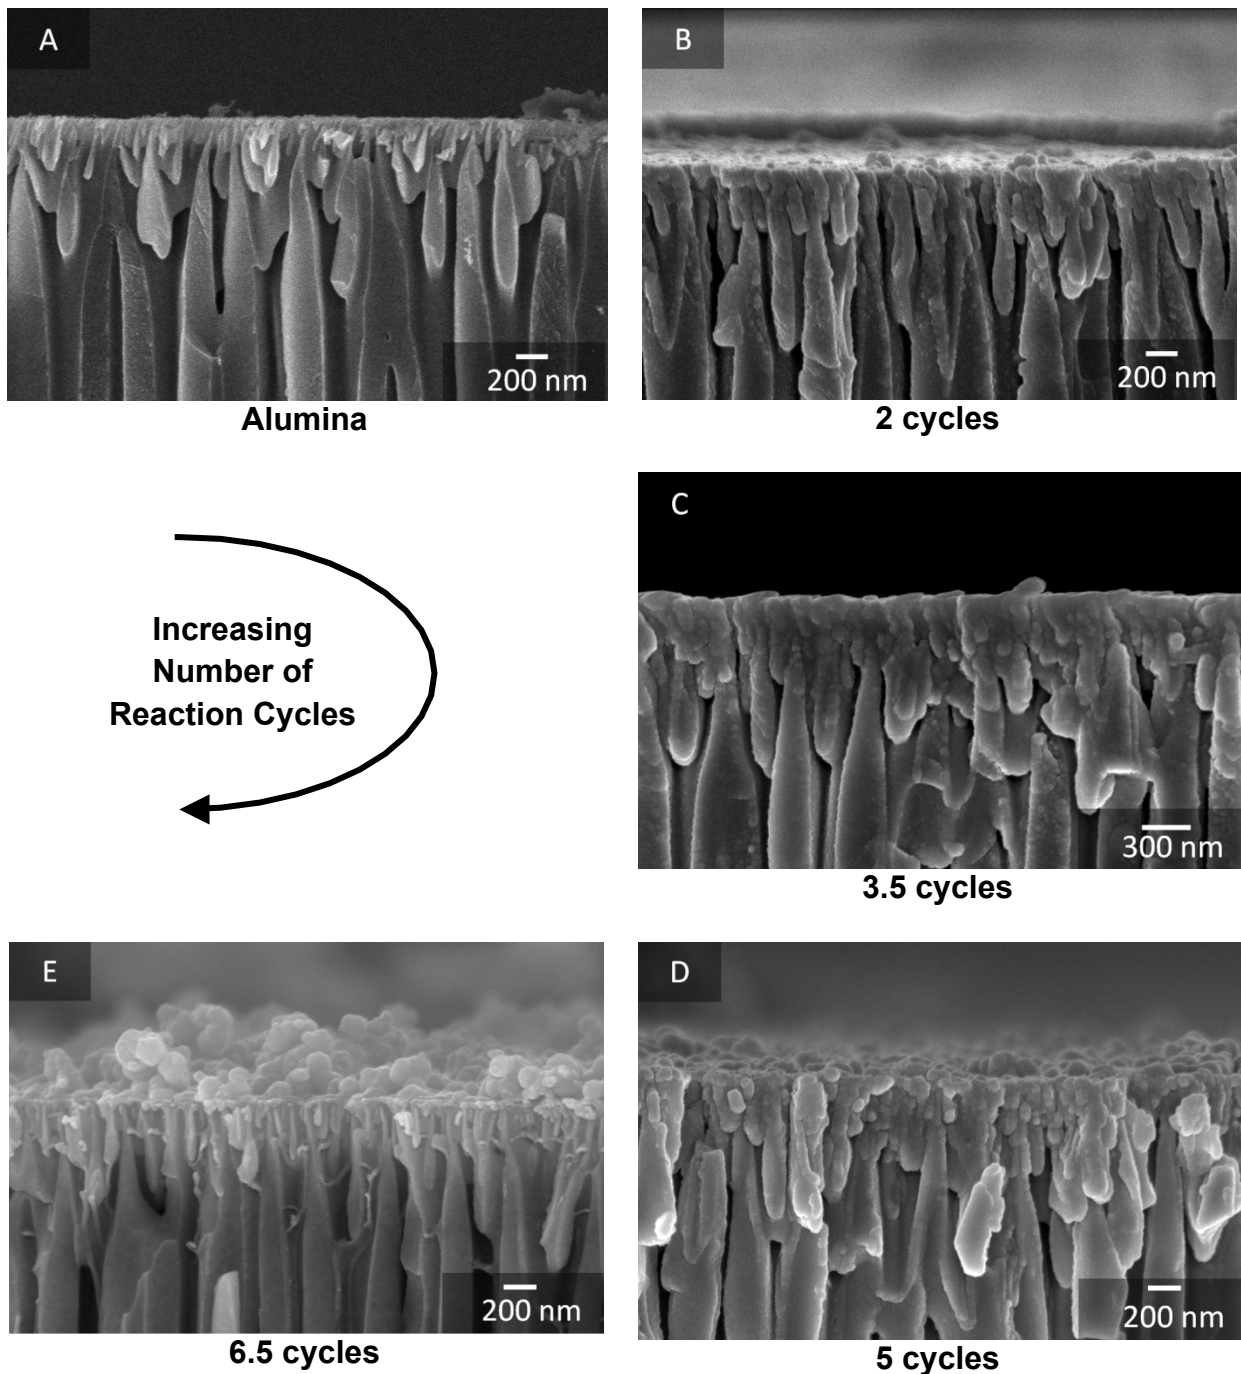 A
200 nm
Alumina
B
200 nm
2 cycles
Increasing
Number of
Reaction Cycles
C
300 nm
3.5 cycles
E
200 nm
6.5 cycles
D
200 nm
5 cycles